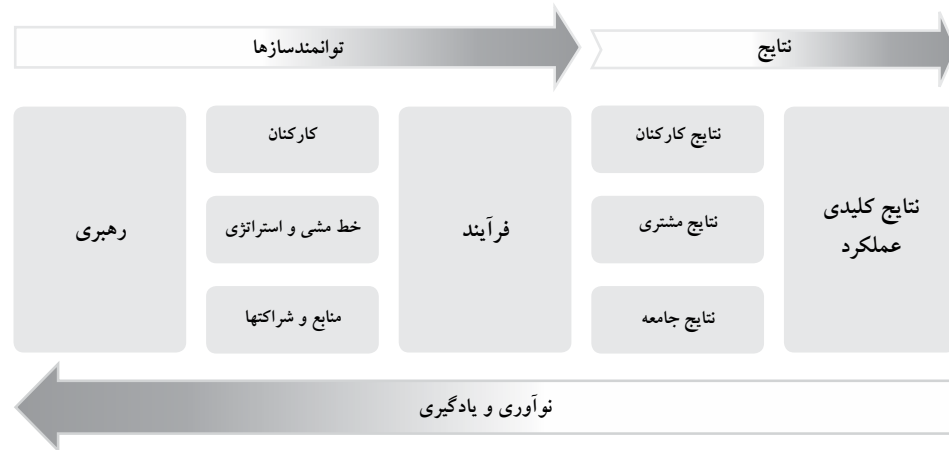 توانمندسازها
نتایج
رهبری
کارکنان
خط مشی و استراتژی
منابع و شراکتها
فرآیند
نتایج کارکنان
نتایج مشتری
نتایج جامعه
نتایج کلیدی
عملکرد
نوآوری و یادگیری